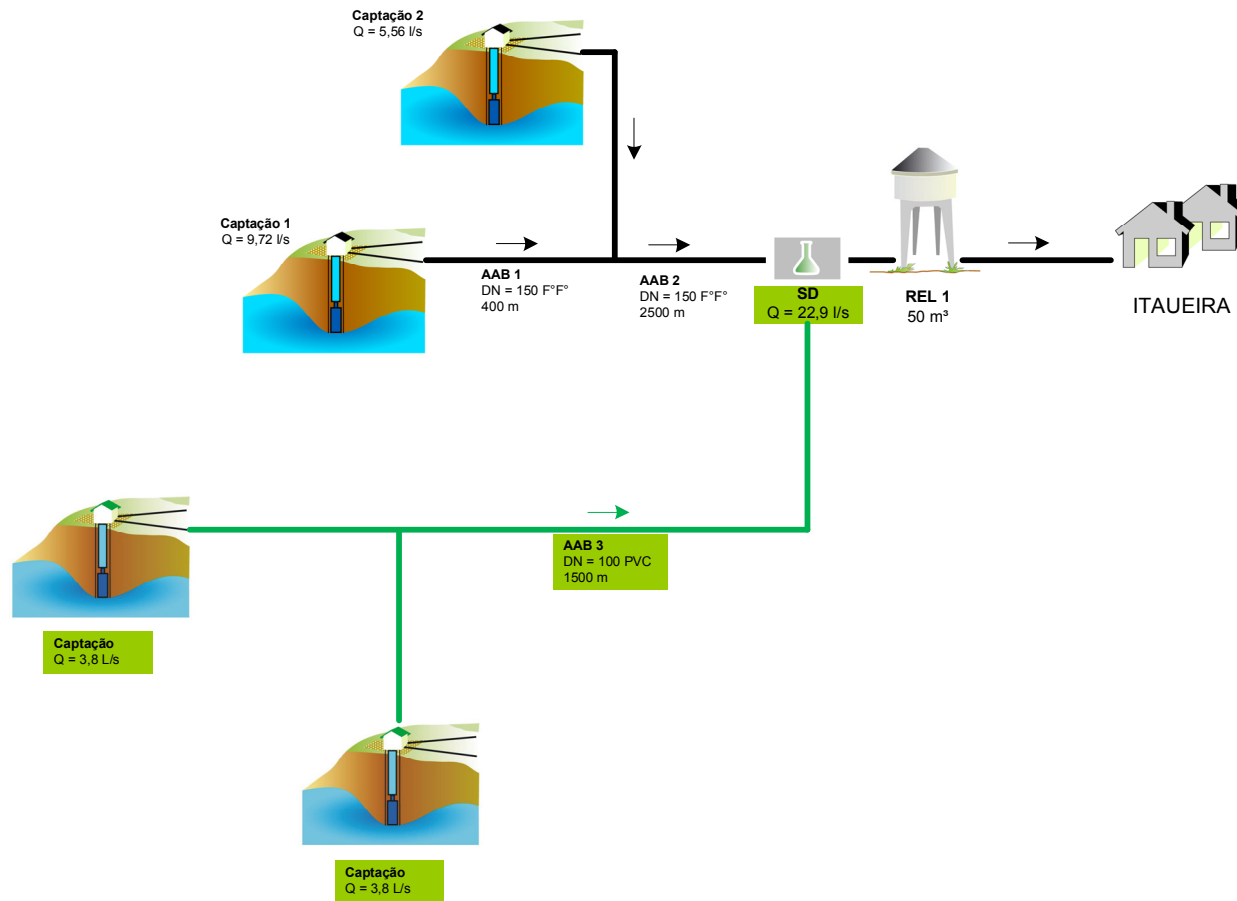 Captação 2
Q = 5,56 l/s
Captação 1
Q = 9,72 l/s
AAB 1
DN = 150 F°F°
400 m
AAB 2
DN = 150 F°F°
2500 m
SD
Q = 22,9 l/s
REL 1
50 m³
ITAUEIRA
AAB 3
DN = 100 PVC
1500 m
Captação
Q = 3,8 L/s
Captação
Q = 3,8 L/s